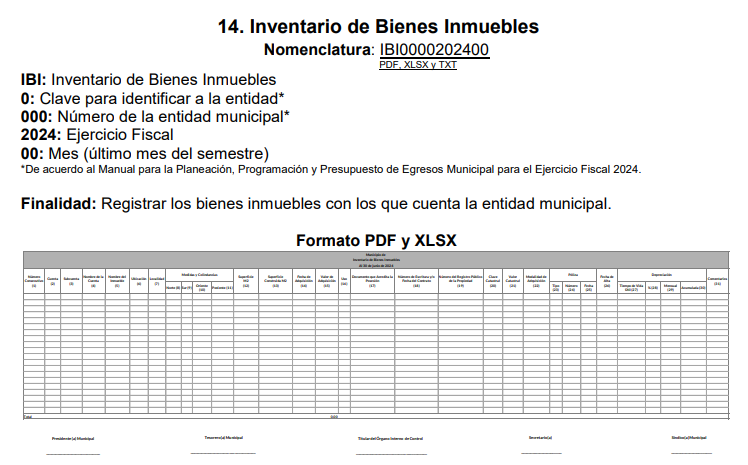 14. Inventario de Bienes Inmuebles
Nomenclatura: IBI0000202400
PDF, XLSX y TXT
IBI: Inventario de Bienes Inmuebles
0: Clave para identificar a la entidad*
000: Número de la entidad municipal*
2024: Ejercicio Fiscal
00: Mes (último mes del semestre)
*De acuerdo al Manual para la Planeación, Programación y Presupuesto de Egresos Municipal para el Ejercicio Fiscal 2024.
Finalidad: Registrar los bienes inmuebles con los que cuenta la entidad municipal.
Formato PDF y XLSX
Municipio de
Inventario de Bienes Inmuebles
Al 30 de junio de 2024
Número Consecutivo (1)
Cuenta (2)
Subcuenta (3)
Nombre de la Cuenta (4)
Nombre del Inmueble (5)
Ubicación (6)
Localidad (7)
Medidas y Colindancias
Norte (8)
Sur (9)
Oriente (10)
Poniente (11)
Superficie M2 (12)
Superficie Construida M2 (13)
Fecha de Adquisición (14)
Valor de Adquisición (15)
Uso (16)
Documento que Acredita la Posesión (17)
Número de Escritura y/o Fecha del Contrato (18)
Número del Registro Público de la Propiedad (19)
Clave Catastral (20)
Valor Catastral (21)
Modalidad de Adquisición (22)
Póliza
Tipo (23)
Número (24)
Fecha (25)
Fecha de Alta (26)
Depreciación
Tiempo de Vida Útil (27)
% (28)
Mensual (29)
Acumulada (30)
Comentarios (31)
Total
0.00
Presidente(a) Municipal
Tesorero(a) Municipal
Titular del Órgano Interno de Control
Secretario(a)
Síndico(a) Municipal